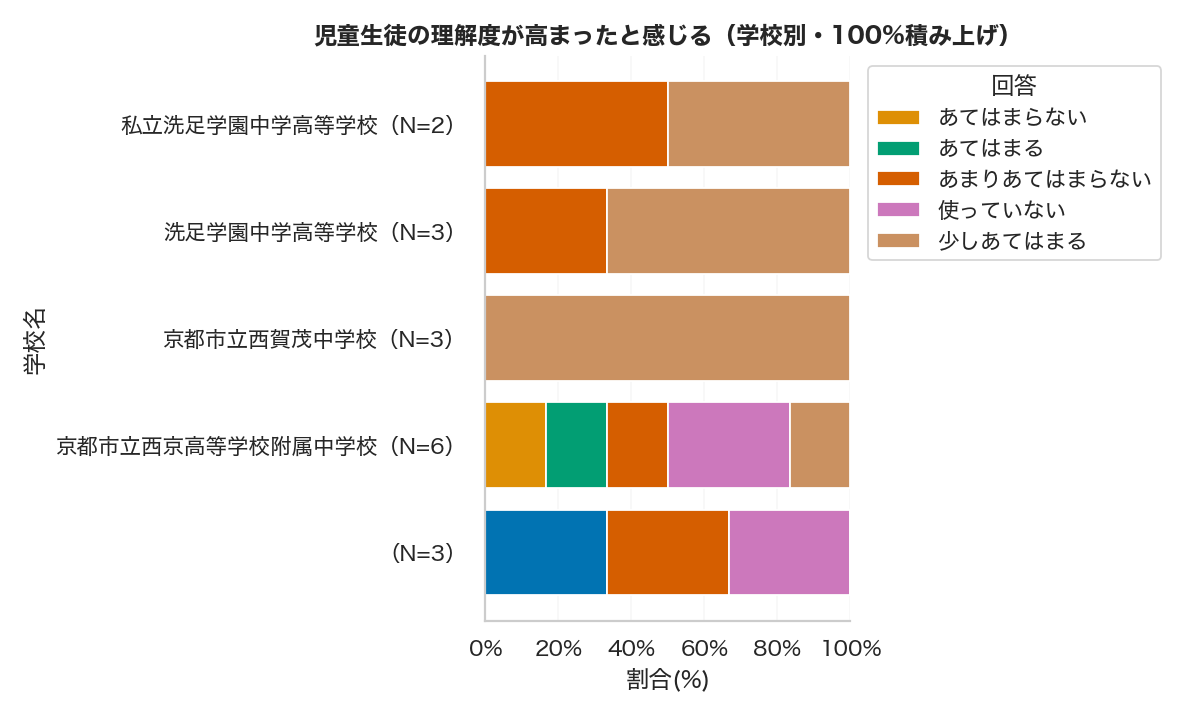 児童生徒の理解度が高まったと感じる（学校別・100%積み上げ）
回答
あてはまらない
あてはまる
あまりあてはまらない
使っていない
少しあてはまる
学校名
私立洗足学園中学高等学校（N=2）
洗足学園中学高等学校（N=3）
京都市立西賀茂中学校（N=3）
京都市立西京高等学校附属中学校（N=6）
（N=3）
0% 20% 40% 60% 80% 100%
割合(%)